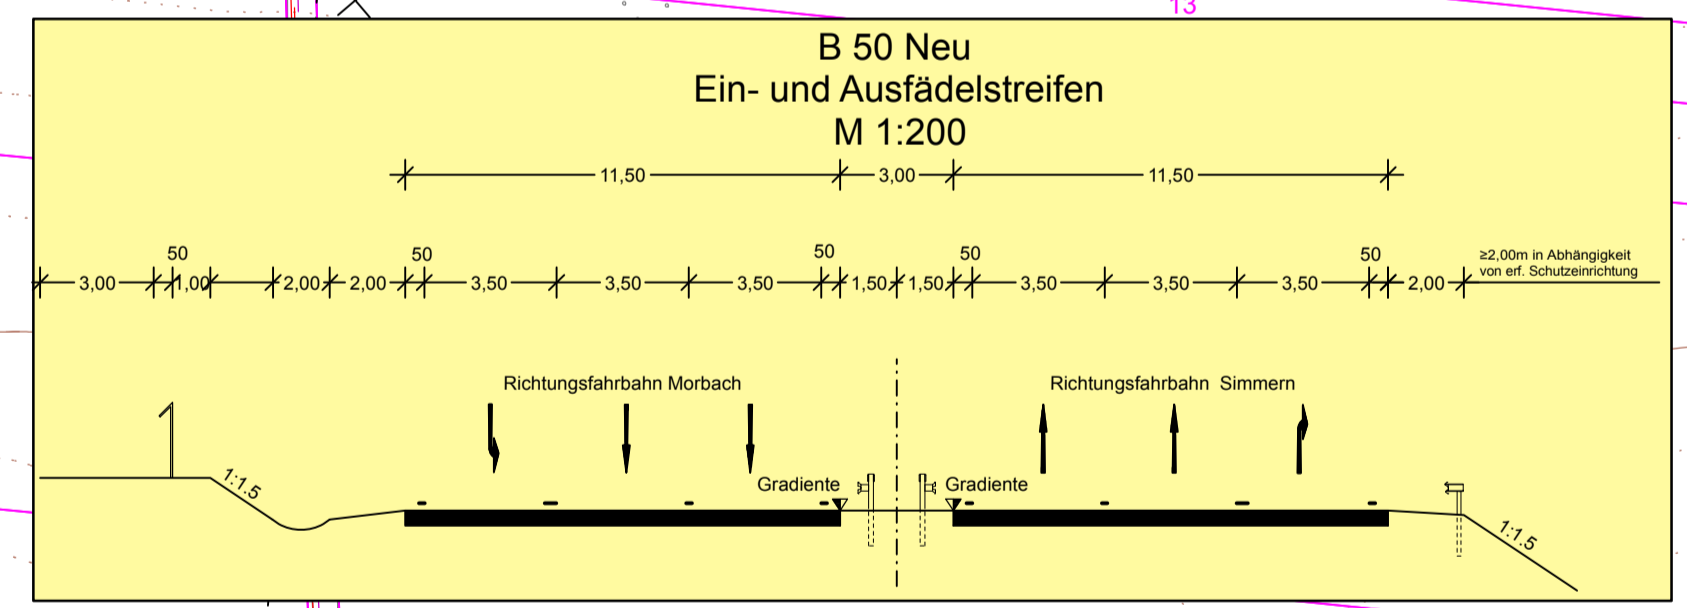 13
B 50 Neu
Ein- und Ausfädelstreifen
M 1:200
11,50 3,00 11,50
50 50 50 50 50
≥2,00m in Abhängigkeit
von erf. Schutzeinrichtung
3,00 1,00 2,00 2,00 3,50 3,50 3,50 1,50 1,50 3,50 3,50 3,50 2,00
Richtungsfahrbahn Morbach Richtungsfahrbahn Simmern
1:1.5 Gradiente Gradiente 1:1.5